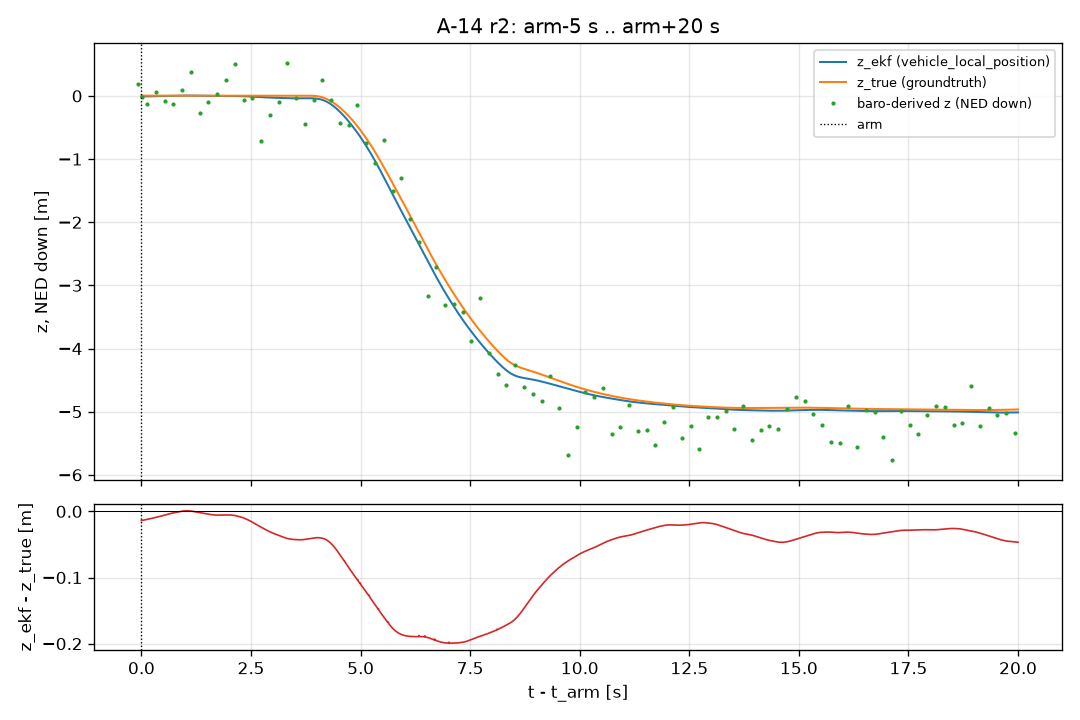 A-14 r2: arm-5 s .. arm+20 s
z_ekf (vehicle_local_position)
z_true (groundtruth)
baro-derived z (NED down)
arm
z, NED down [m]
0
−1
−2
−3
−4
−5
−6
z_ekf - z_true [m]
0.0
−0.1
−0.2
0.0 2.5 5.0 7.5 10.0 12.5 15.0 17.5 20.0
t - t_arm [s]